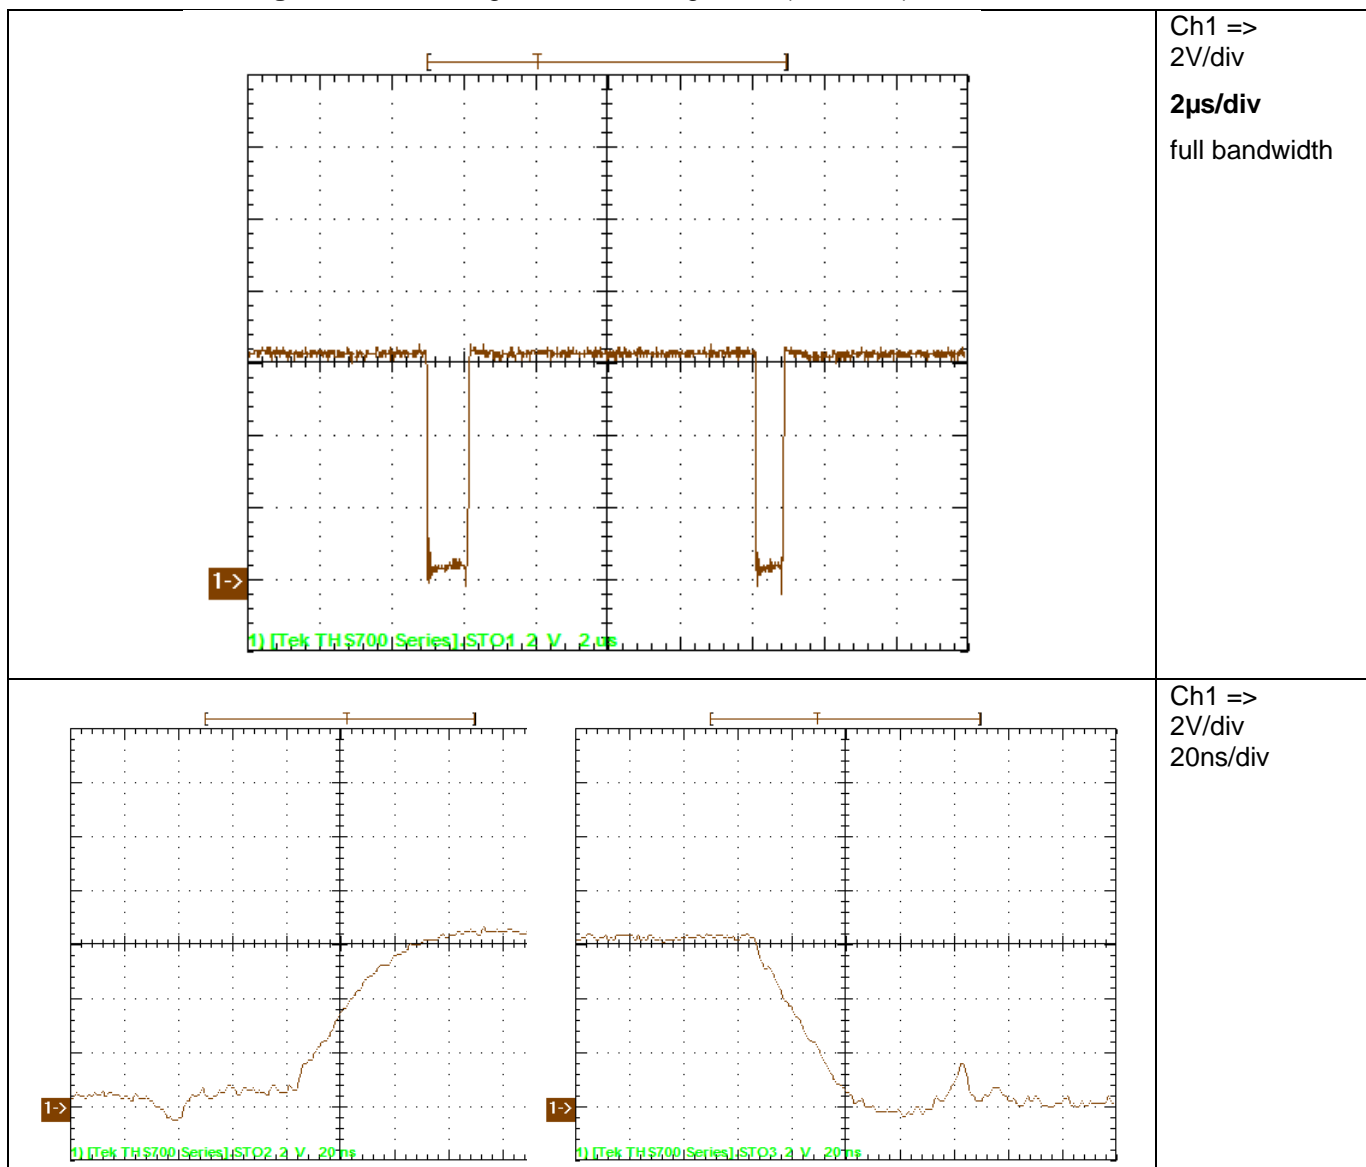 Ch1 =>
2V/div
2µs/div
full bandwidth
1->
1) [Tek THS700 Series].STO1 2 V 2 us
Ch1 =>
2V/div
20ns/div
1->
1) [Tek THS700 Series].STO2 2 V 20 ns
1->
1) [Tek THS700 Series].STO3 2 V 20 ns